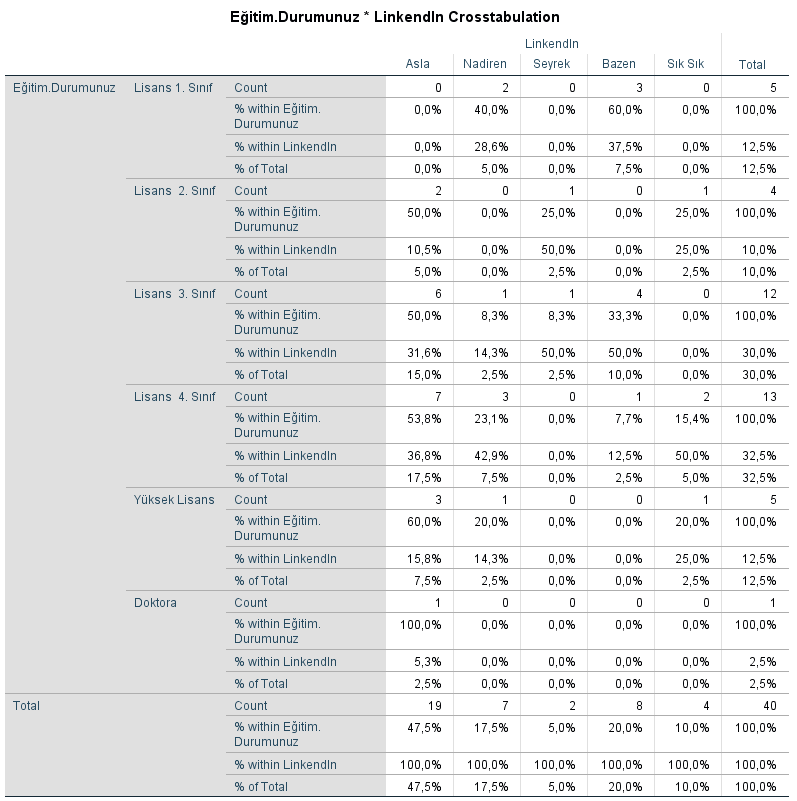 Eğitim.Durumunuz * LinkendIn Crosstabulation
LinkendIn
Asla Nadiren Seyrek Bazen Sık Sık Total
Eğitim.Durumunuz Lisans 1. Sınıf Count 0 2 0 3 0 5
% within Eğitim. 0,0% 40,0% 0,0% 60,0% 0,0% 100,0%
Durumunuz
% within LinkendIn 0,0% 28,6% 0,0% 37,5% 0,0% 12,5%
% of Total 0,0% 5,0% 0,0% 7,5% 0,0% 12,5%
Lisans 2. Sınıf Count 2 0 1 0 1 4
% within Eğitim. 50,0% 0,0% 25,0% 0,0% 25,0% 100,0%
Durumunuz
% within LinkendIn 10,5% 0,0% 50,0% 0,0% 25,0% 10,0%
% of Total 5,0% 0,0% 2,5% 0,0% 2,5% 10,0%
Lisans 3. Sınıf Count 6 1 1 4 0 12
% within Eğitim. 50,0% 8,3% 8,3% 33,3% 0,0% 100,0%
Durumunuz
% within LinkendIn 31,6% 14,3% 50,0% 50,0% 0,0% 30,0%
% of Total 15,0% 2,5% 2,5% 10,0% 0,0% 30,0%
Lisans 4. Sınıf Count 7 3 0 1 2 13
% within Eğitim. 53,8% 23,1% 0,0% 7,7% 15,4% 100,0%
Durumunuz
% within LinkendIn 36,8% 42,9% 0,0% 12,5% 50,0% 32,5%
% of Total 17,5% 7,5% 0,0% 2,5% 5,0% 32,5%
Yüksek Lisans Count 3 1 0 0 1 5
% within Eğitim. 60,0% 20,0% 0,0% 0,0% 20,0% 100,0%
Durumunuz
% within LinkendIn 15,8% 14,3% 0,0% 0,0% 25,0% 12,5%
% of Total 7,5% 2,5% 0,0% 0,0% 2,5% 12,5%
Doktora Count 1 0 0 0 0 1
% within Eğitim. 100,0% 0,0% 0,0% 0,0% 0,0% 100,0%
Durumunuz
% within LinkendIn 5,3% 0,0% 0,0% 0,0% 0,0% 2,5%
% of Total 2,5% 0,0% 0,0% 0,0% 0,0% 2,5%
Total Count 19 7 2 8 4 40
% within Eğitim. 47,5% 17,5% 5,0% 20,0% 10,0% 100,0%
Durumunuz
% within LinkendIn 100,0% 100,0% 100,0% 100,0% 100,0% 100,0%
% of Total 47,5% 17,5% 5,0% 20,0% 10,0% 100,0%